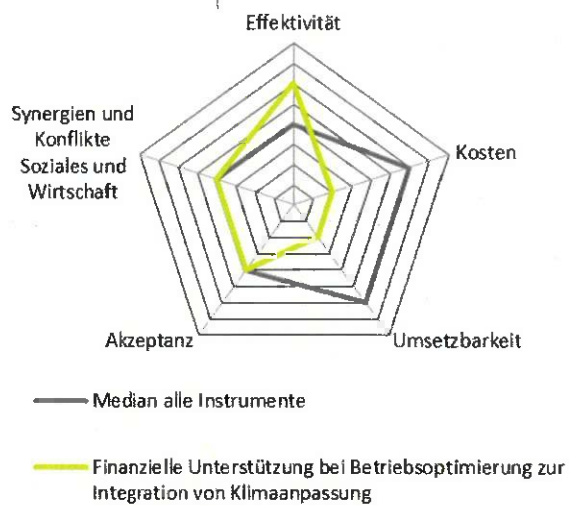 Effektivität
Synergien und
Konflikte
Soziales und
Wirtschaft
Kosten
Akzeptanz
Umsetzbarkeit
Median alle Instrumente
Finanzielle Unterstützung bei Betriebsoptimierung zur
Integration von Klimaanpassung